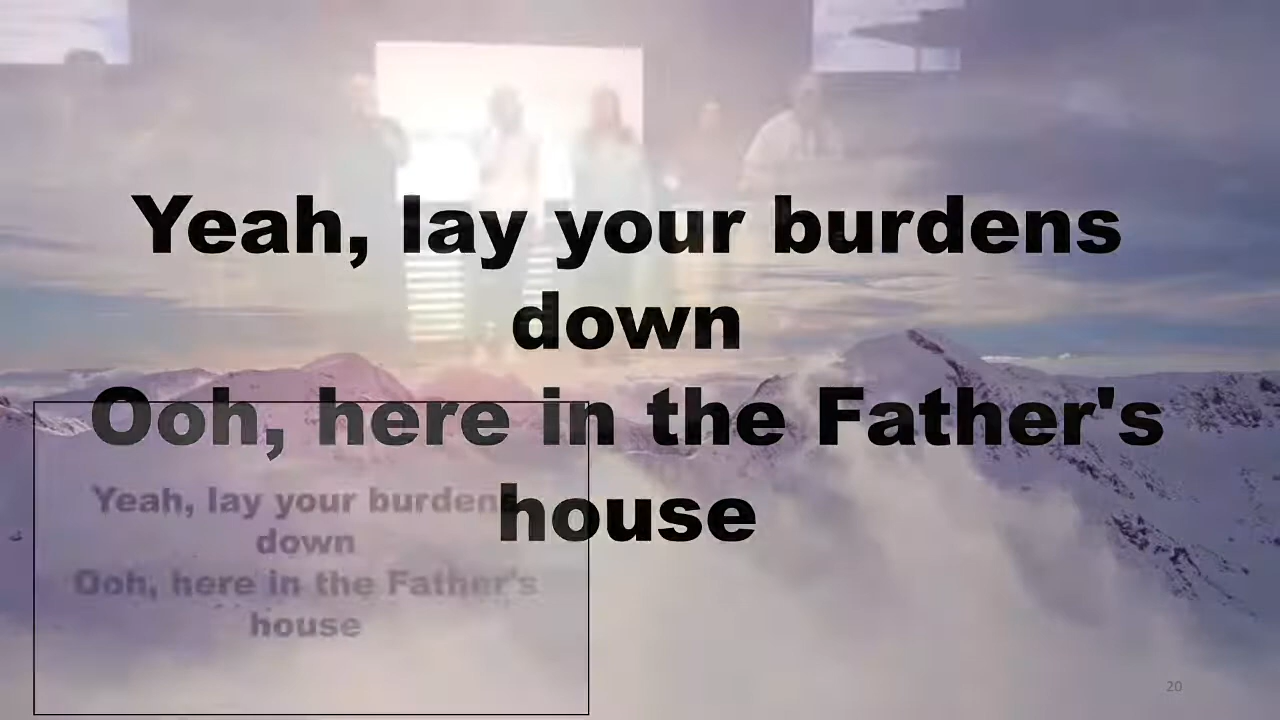 Yeah, lay your burdens
down
Ooh, here in the Father's
house
Yeah, lay your burdens
down
Ooh, here in the Father's
house
20